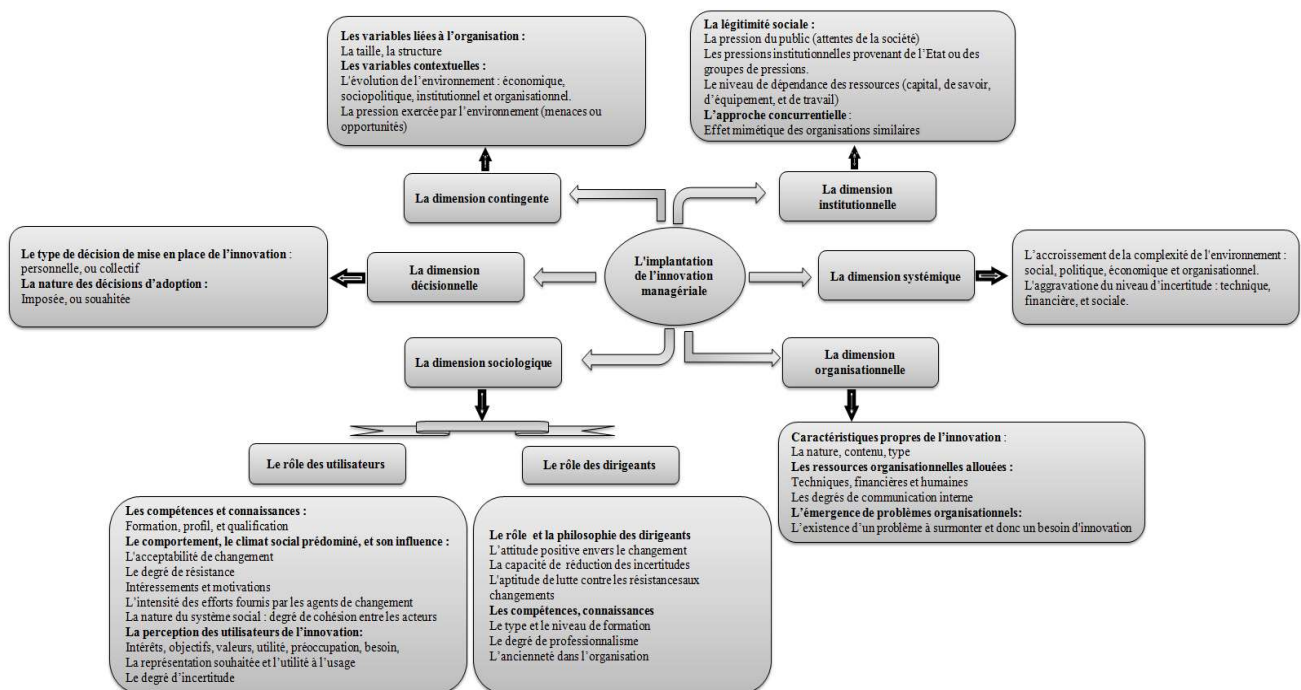 Les variables liées à l'organisation :
La taille, la structure
Les variables contextuelles :
L'évolution de l'environnement : économique,
sociopolitique, institutionnel et organisationnel.
La pression exercée par l'environnement (menaces ou
opportunités)
La légitimité sociale :
La pression du public (attentes de la société)
Les pressions institutionnelles provenant de l'Etat ou des
groupes de pressions.
Le niveau de dépendance des ressources (capital, de savoir,
d'équipement, et de travail)
L'approche concurrentielle :
Effet mimétique des organisations similaires
La dimension contingente
La dimension
institutionnelle
Le type de décision de mise en place de l'innovation :
personnelle, ou collectif
La nature des décisions d'adoption :
Imposée, ou souahitée
La dimension
décisionnelle
L'implantation
de l'innovation
managériale
La dimension systémique
L'accroissement de la complexité de l'environnement :
social, politique, économique et organisationnel.
L'aggravatione du niveau d'incertitude : technique,
financière, et sociale.
La dimension sociologique
La dimension
organisationnelle
Le rôle des utilisateurs
Le rôle des dirigeants
Caractéristiques propres de l'innovation :
La nature, contenu, type
Les ressources organisationnelles allouées :
Techniques, financières et humaines
Les degrés de communication interne
L'émergence de problèmes organisationnels:
L'existence d'un problème à surmonter et donc un besoin d'innovation
Les compétences et connaissances :
Formation, profil, et qualification
Le comportement, le climat social prédominé, et son influence :
L'acceptabilité de changement
Le degré de résistance
Intéressements et motivations
L'intensité des efforts fournis par les agents de changement
La nature du système social : degré de cohésion entre les acteurs
La perception des utilisateurs de l'innovation:
Intérêts, objectifs, valeurs, utilité, préoccupation, besoin,
La représentation souhaitée et l'utilité à l'usage
Le degré d'incertitude
Le rôle et la philosophie des dirigeants
L'attitude positive envers le changement
La capacité de réduction des incertitudes
L'aptitude de lutte contre les résistancesaux
changements
Les compétences, connaissances
Le type et le niveau de formation
Le degré de professionnalisme
L'ancienneté dans l'organisation